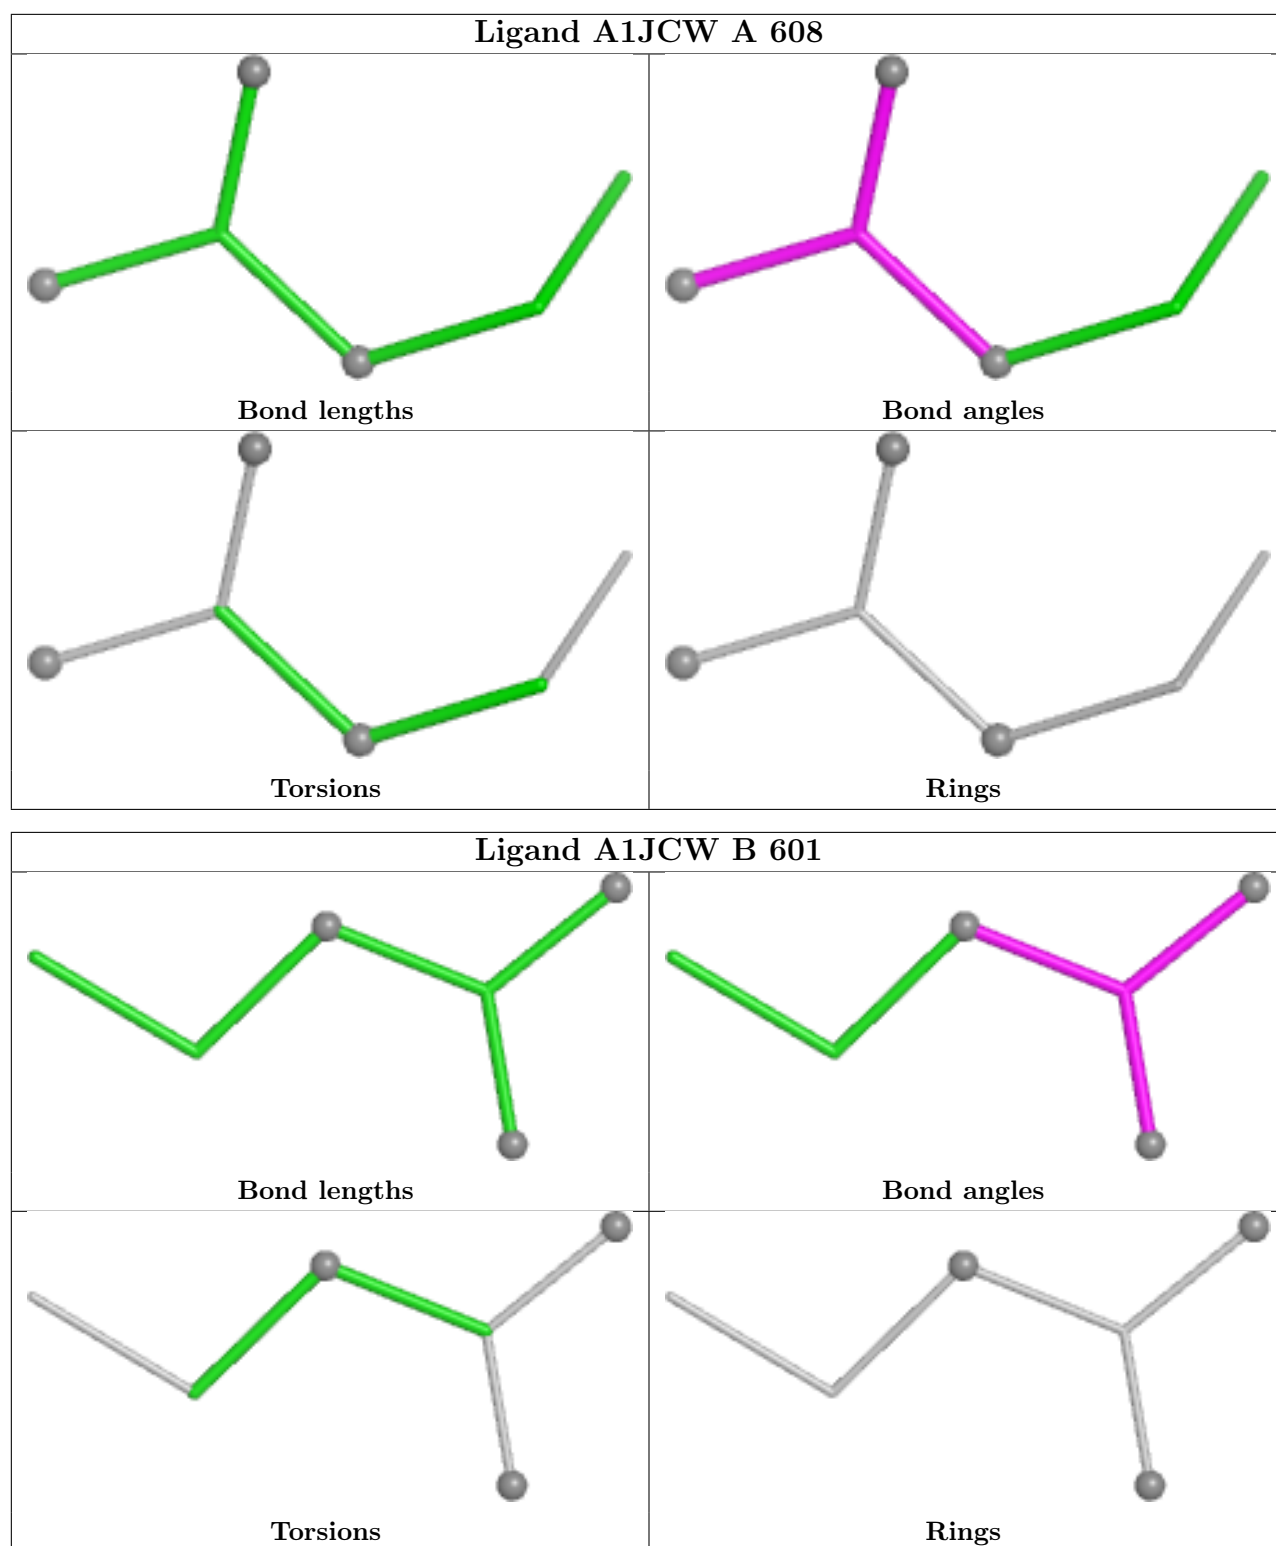 Ligand A1JCW A 608
Bond lengths
Bond angles
Torsions
Rings
Ligand A1JCW B 601
Bond lengths
Bond angles
Torsions
Rings